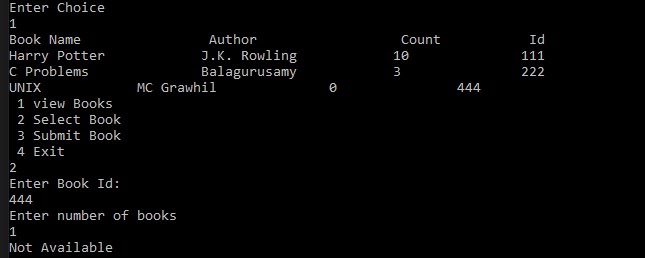 Enter Choice
1
Book Name Author Count Id
Harry Potter J.K. Rowling 10 111
C Problems Balagurusamy 3 222
UNIX MC Grawhil 0 444
1 view Books
2 Select Book
3 Submit Book
4 Exit
2
Enter Book Id:
444
Enter number of books
1
Not Available